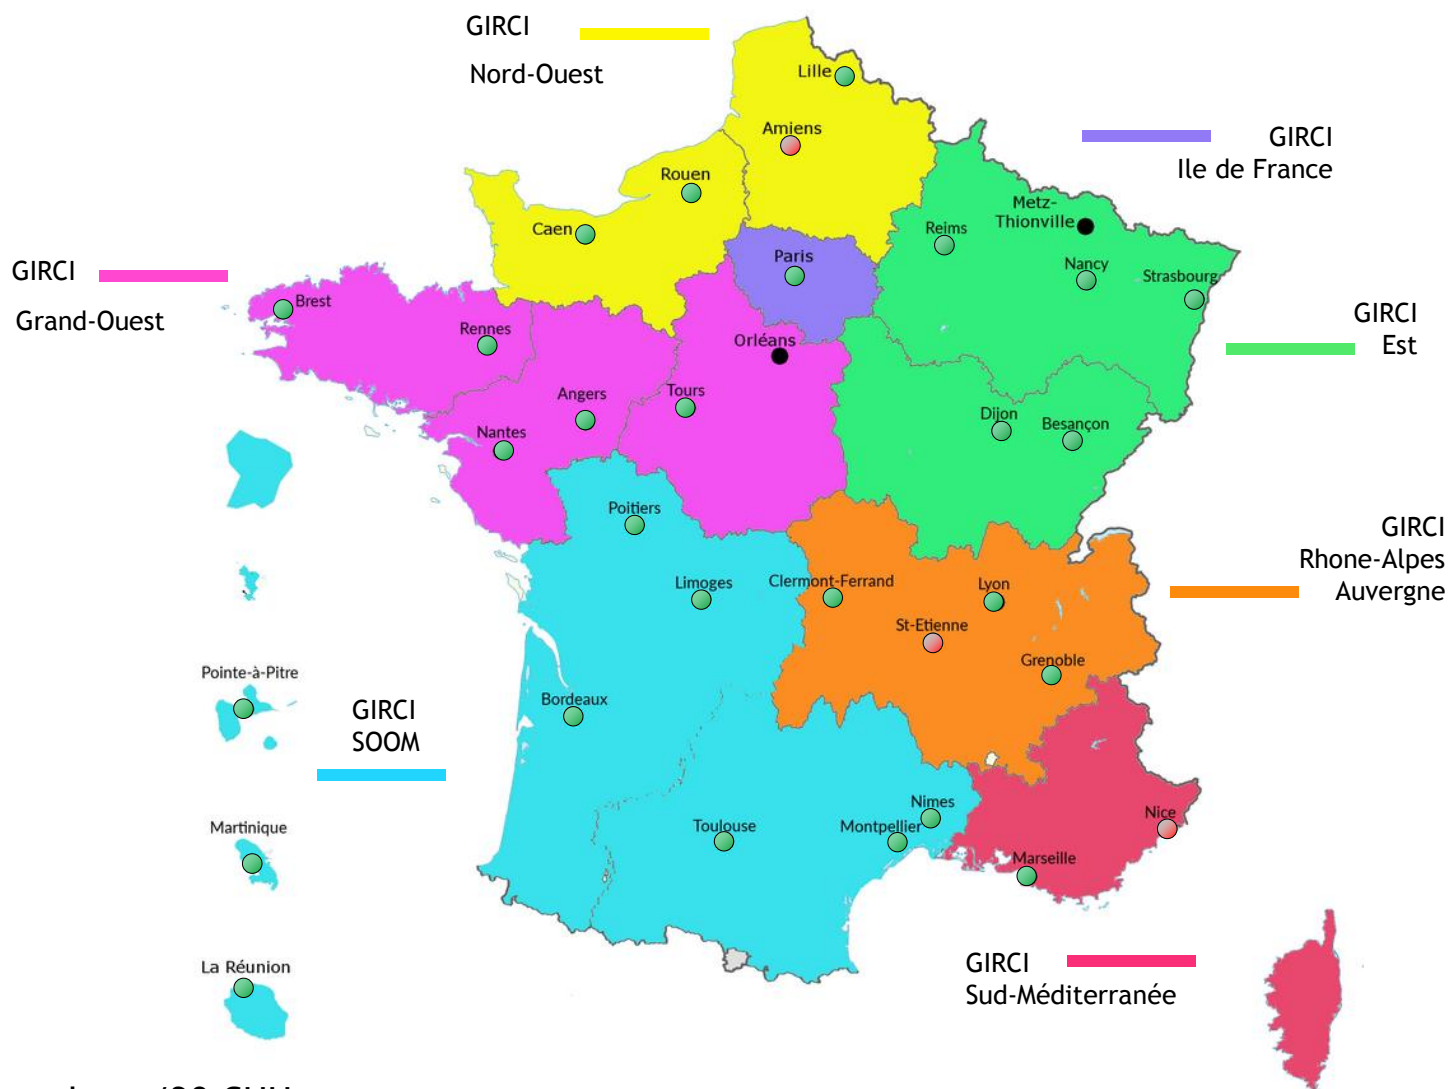 GIRCI
Nord-Ouest
Lille
Amiens
GIRCI
Ile de France
Rouen
Metz-
Thionville
Caen
Reims
Paris
Nancy
Strasbourg
GIRCI
Grand-Ouest
Brest
Rennes
Orléans
GIRCI
Est
Angers
Tours
Nantes
Dijon
Besançon
Poitiers
GIRCI
Rhone-Alpes
Auvergne
Limoges
Clermont-Ferrand
Lyon
St-Etienne
Grenoble
Pointe-à-Pitre
Bordeaux
GIRCI
SOOM
Martinique
Toulouse
Montpellier
Nimes
Nice
Marseille
La Réunion
GIRCI
Sud-Méditerranée